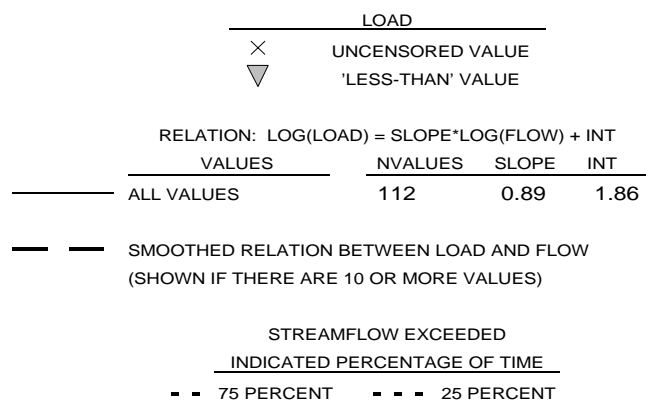 LOAD
UNCENSORED VALUE
'LESS-THAN' VALUE
RELATION: LOG(LOAD) = SLOPE*LOG(FLOW) + INT
VALUES NVALUES SLOPE INT
ALL VALUES 112 0.89 1.86
SMOOTHED RELATION BETWEEN LOAD AND FLOW
(SHOWN IF THERE ARE 10 OR MORE VALUES)
STREAMFLOW EXCEEDED
INDICATED PERCENTAGE OF TIME
75 PERCENT 25 PERCENT